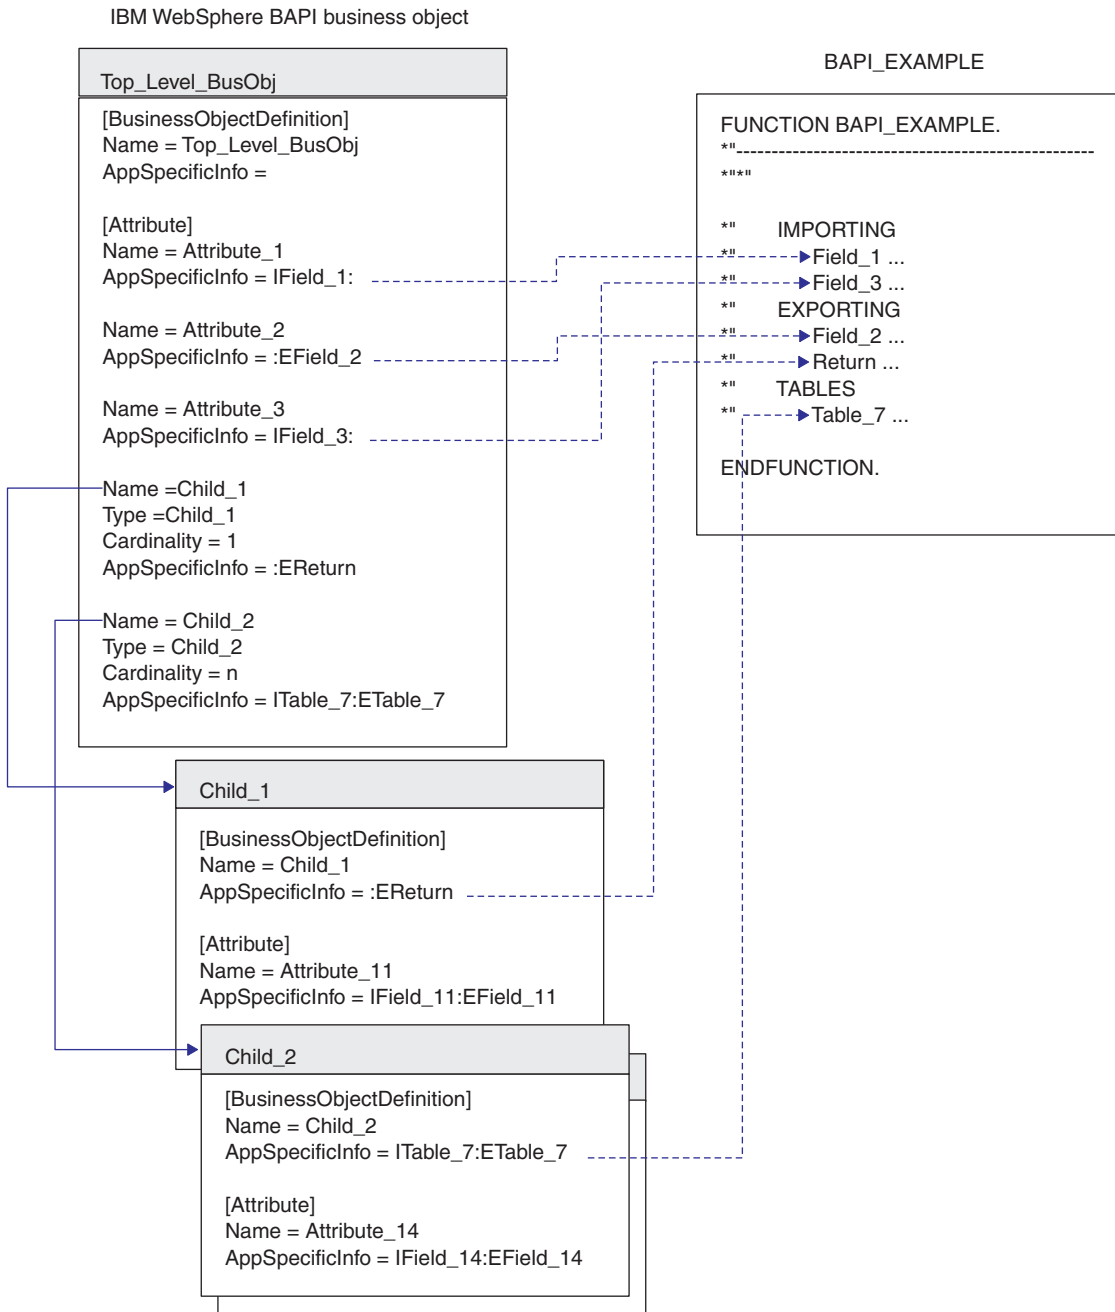 IBM WebSphere BAPI business object
Top_Level_BusObj
[BusinessObjectDefinition]
Name = Top_Level_BusObj
AppSpecificInfo =
[Attribute]
Name = Attribute_1
AppSpecificInfo = IField_1:
Name = Attribute_2
AppSpecificInfo = :EField_2
Name = Attribute_3
AppSpecificInfo = IField_3:
Name =Child_1
Type =Child_1
Cardinality = 1
AppSpecificInfo = :EReturn
Name = Child_2
Type = Child_2
Cardinality = n
AppSpecificInfo = ITable_7:ETable_7
BAPI_EXAMPLE
FUNCTION BAPI_EXAMPLE.
*"---------------------------------------------------
*"*"
*" IMPORTING
*" Field_1 ...
*" Field_3 ...
*" EXPORTING
*" Field_2 ...
*" Return ...
*" TABLES
*" Table_7 ...
ENDFUNCTION.
Child_1
[BusinessObjectDefinition]
Name = Child_1
AppSpecificInfo = :EReturn
[Attribute]
Name = Attribute_11
AppSpecificInfo = IField_11:EField_11
Child_2
[BusinessObjectDefinition]
Name = Child_2
AppSpecificInfo = ITable_7:ETable_7
[Attribute]
Name = Attribute_14
AppSpecificInfo = IField_14:EField_14